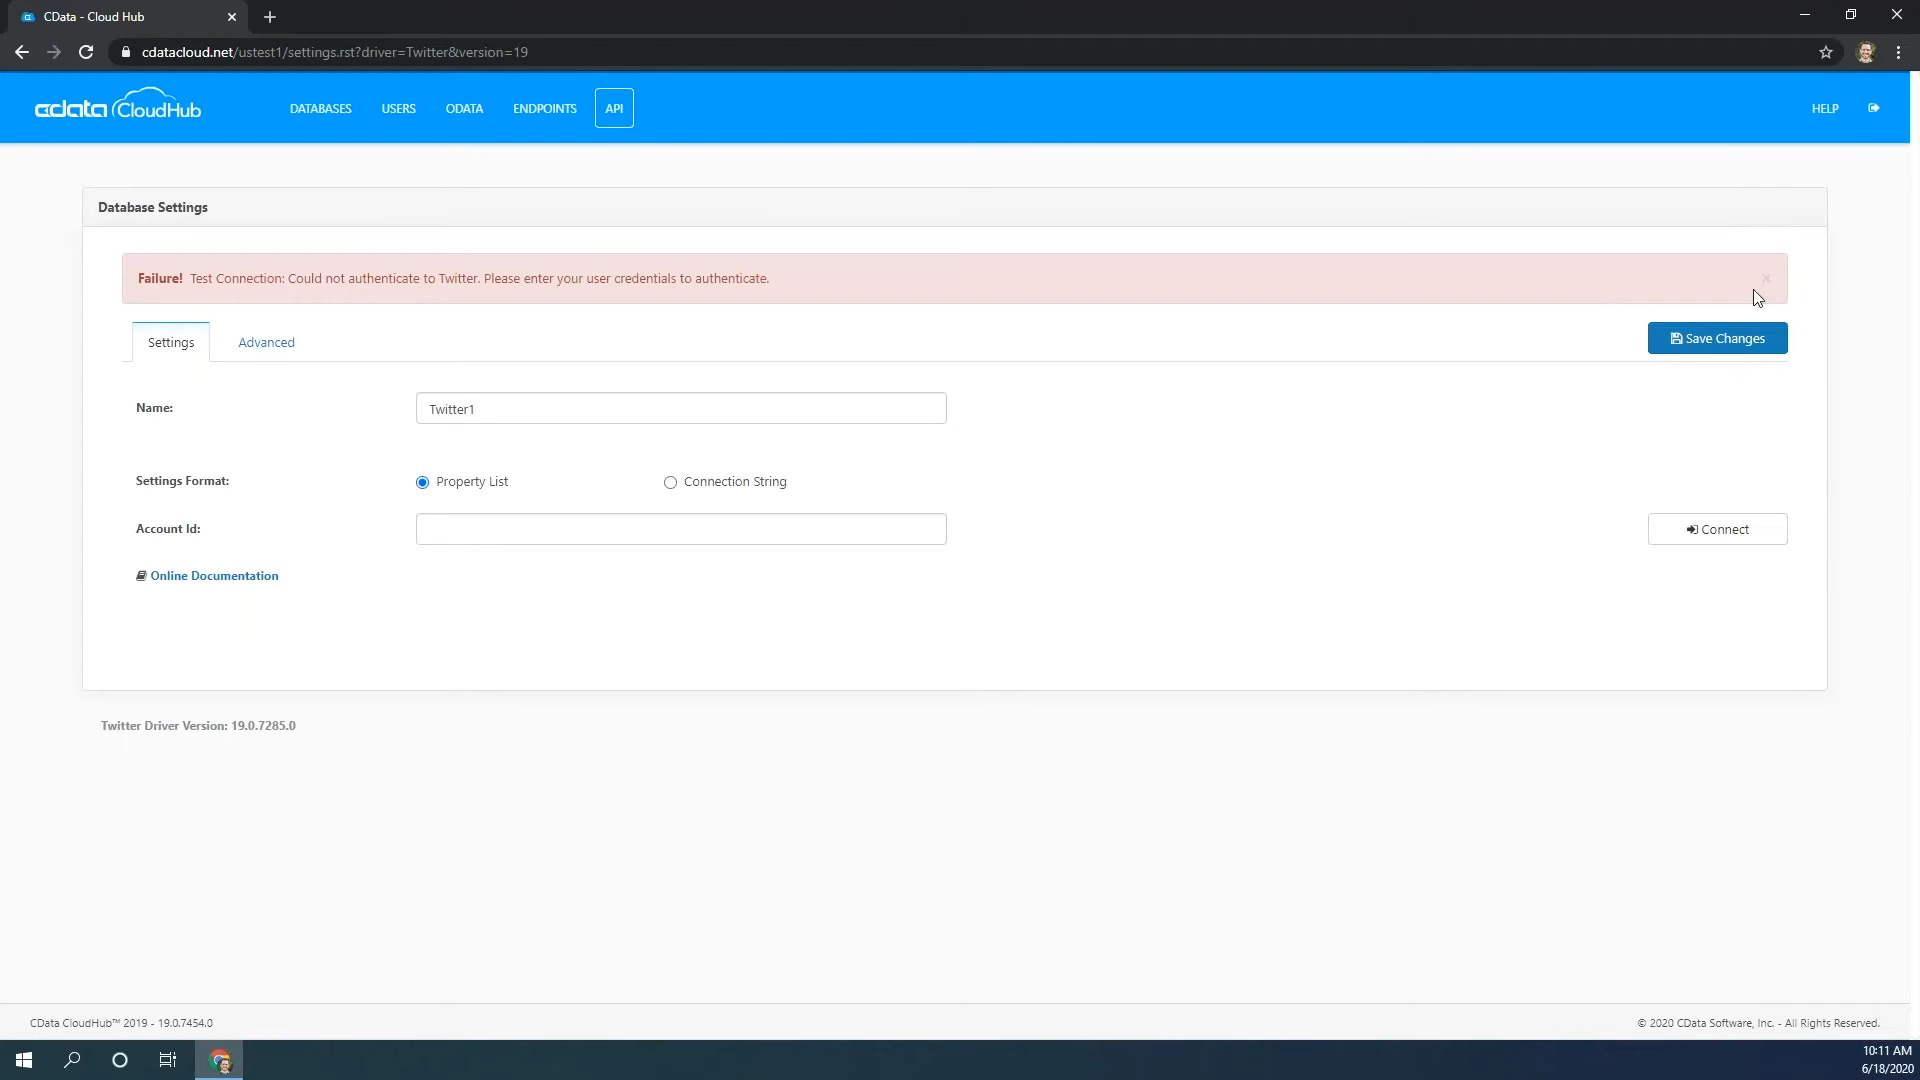 CData - Cloud Hub
cdatacloud.net/ustest1/settings.rst?driver=Twitter&version=19
cdata CloudHub DATABASES USERS ODATA ENDPOINTS API HELP
Database Settings
Failure! Test Connection: Could not authenticate to Twitter. Please enter your user credentials to authenticate.
Settings Advanced Save Changes
Name: Twitter1
Settings Format: Property List Connection String
Account Id: Connect
Online Documentation
Twitter Driver Version: 19.0.7285.0
CData CloudHub™ 2019 - 19.0.7454.0 © 2020 CData Software, Inc. - All Rights Reserved.
10:11 AM
6/18/2020